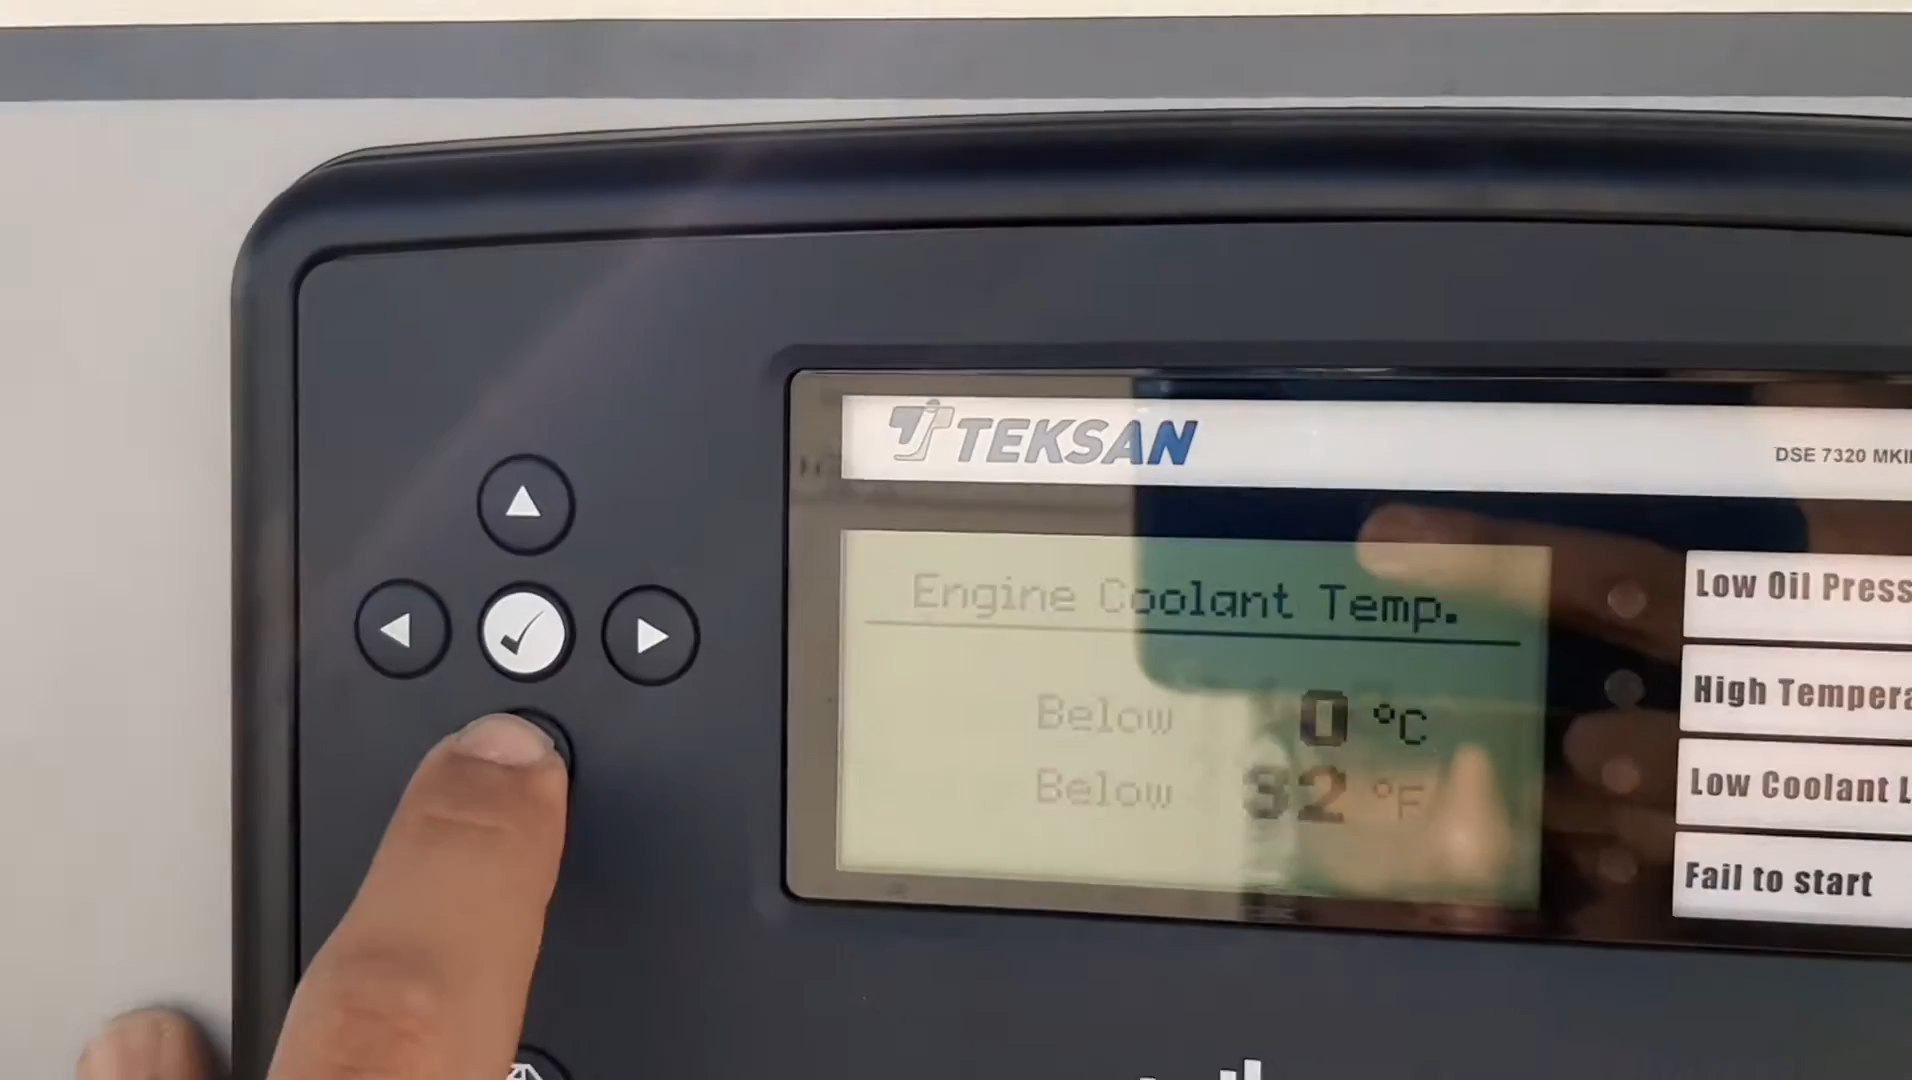 TEKSAN
DSE 7320 MKII
Engine Coolant Temp.
Below 0 °C
Below 32 °F
Low Oil Press
High Tempera
Low Coolant L
Fail to start